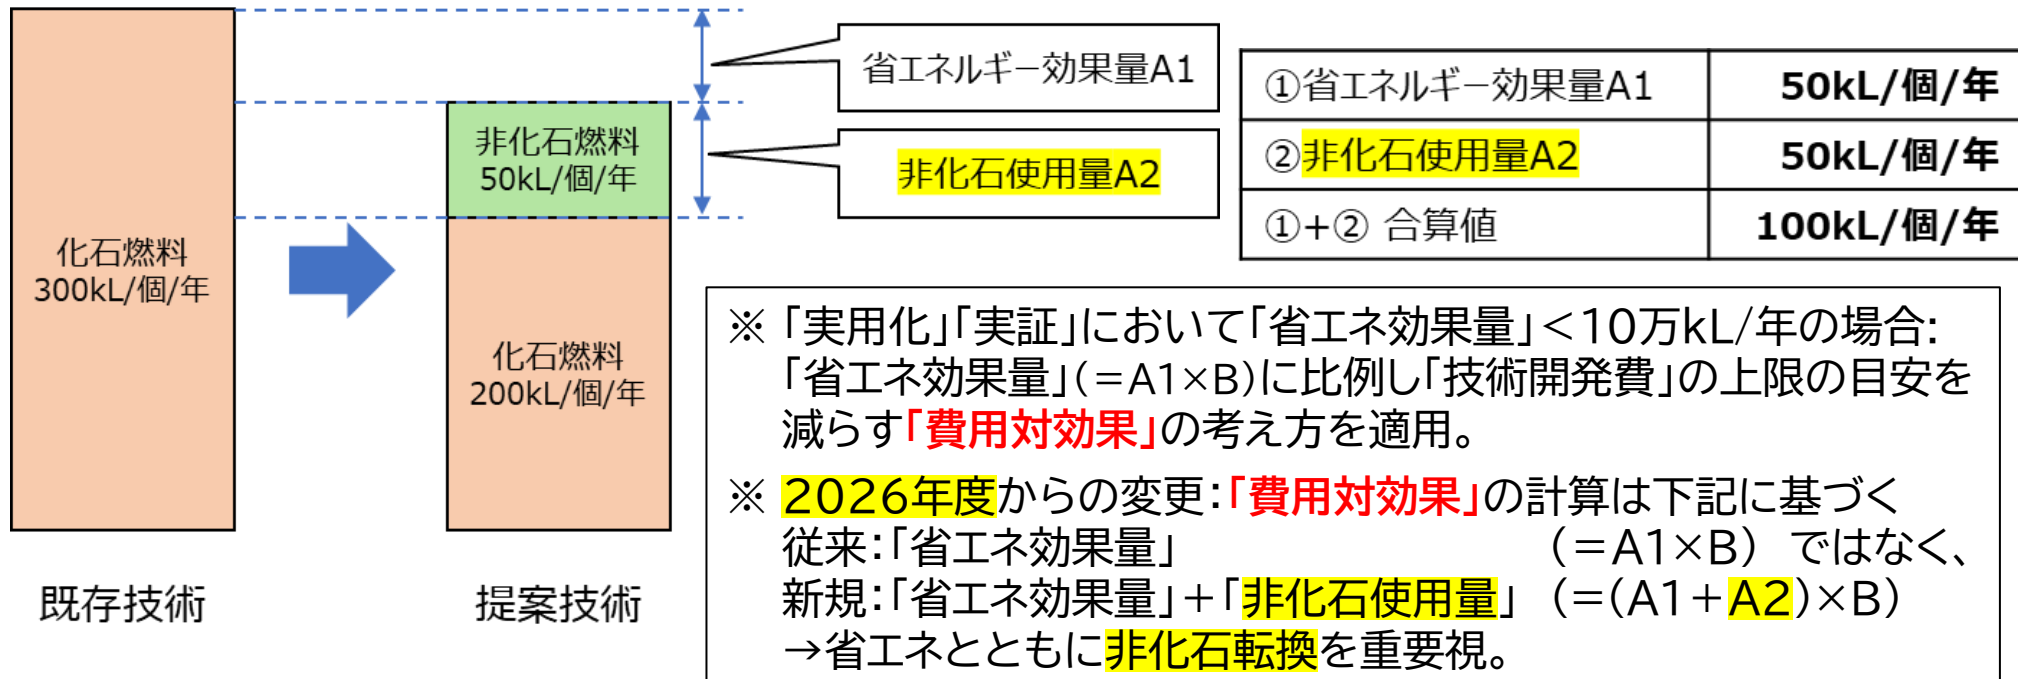 化石燃料
300kL/個/年
既存技術
非化石燃料
50kL/個/年
化石燃料
200kL/個/年
提案技術
省エネルギー効果量A1
非化石使用量A2
①省エネルギー効果量A1 50kL/個/年
②非化石使用量A2 50kL/個/年
①+② 合算値 100kL/個/年
※「実用化」「実証」において「省エネ効果量」<10万kL/年の場合:
「省エネ効果量」(=A1×B)に比例し「技術開発費」の上限の目安を
減らす「費用対効果」の考え方を適用。
※ 2026年度からの変更:「費用対効果」の計算は下記に基づく
従来:「省エネ効果量」 (=A1×B) ではなく、
新規:「省エネ効果量」+「非化石使用量」 (=(A1+A2)×B)
→省エネとともに非化石転換を重要視。